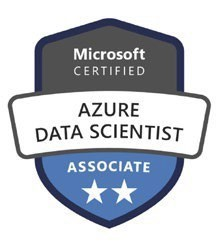 Microsoft
CERTIFIED
AZURE
DATA SCIENTIST
ASSOCIATE